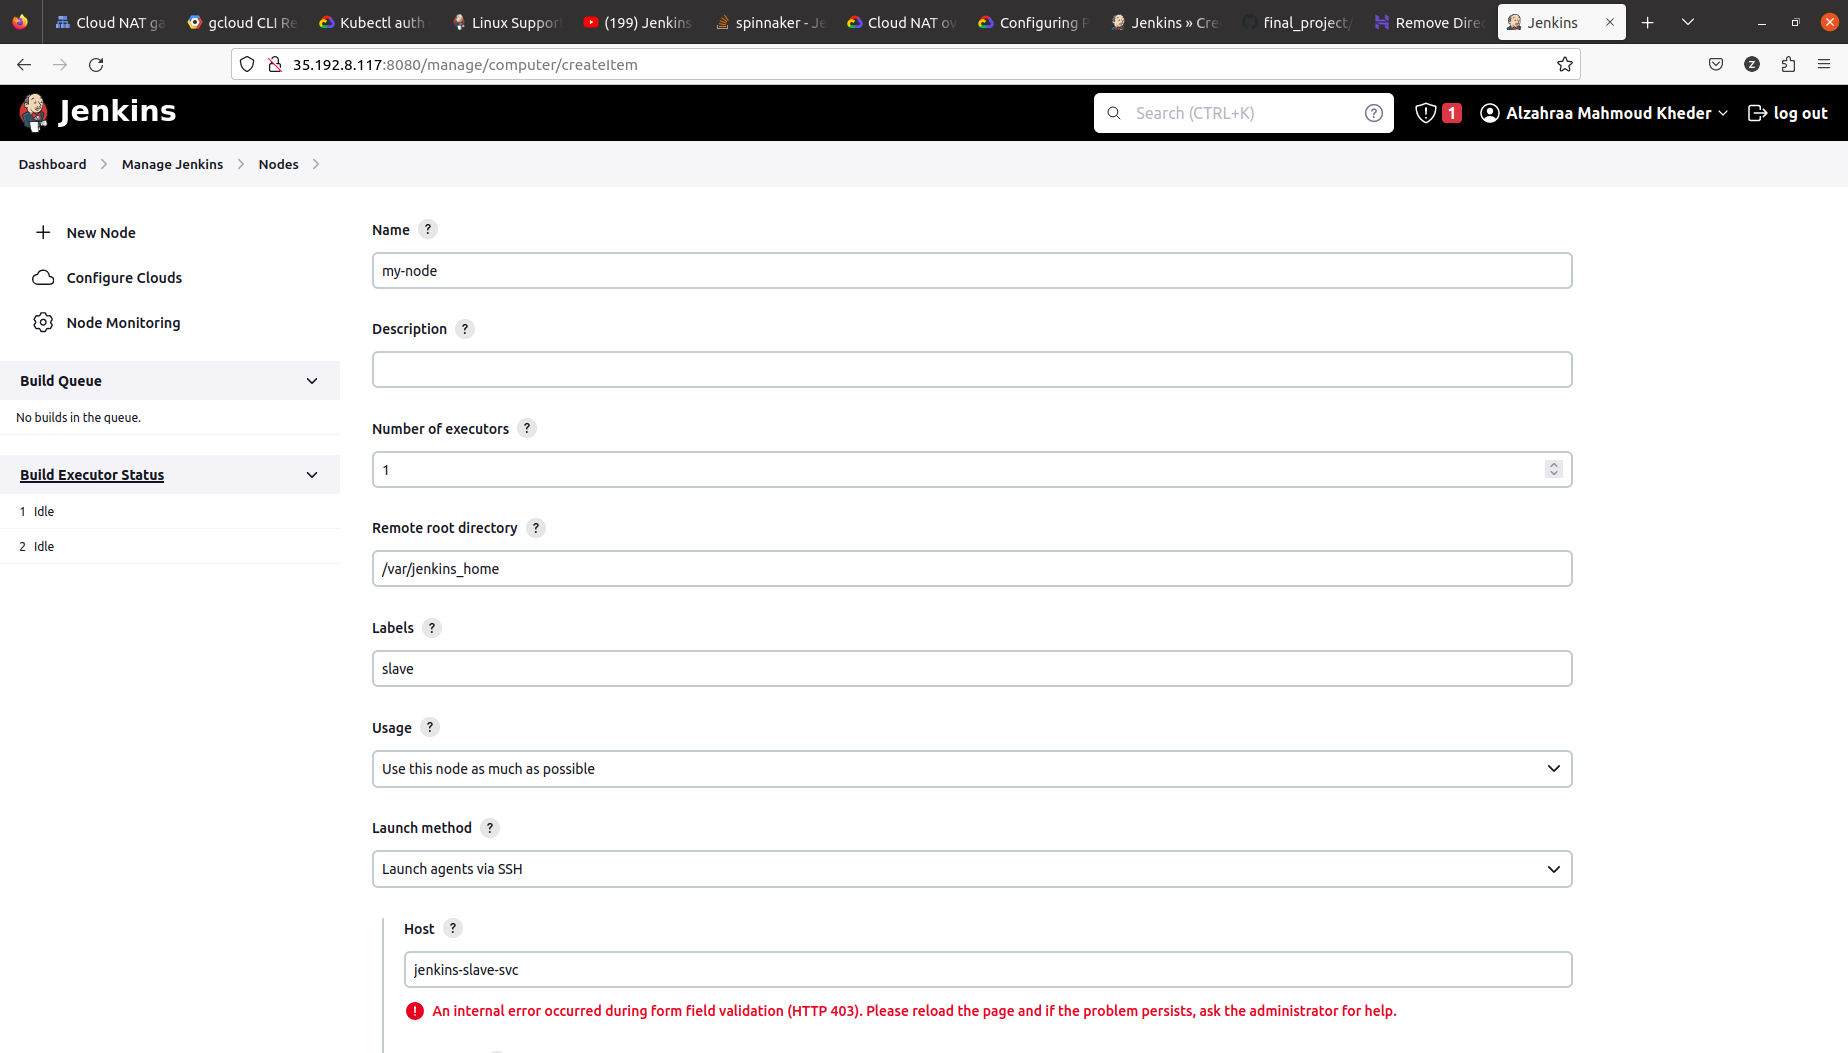 Cloud NAT ga
gcloud CLI Re
Kubectl auth
Linux Suppor
(199) Jenkins
spinnaker - Je
Cloud NAT ov
Configuring P
Jenkins » Cre
final_project/
Remove Dire
Jenkins
35.192.8.117:8080/manage/computer/createItem
Z
Jenkins
Search (CTRL+K)
?
1
Alzahraa Mahmoud Kheder
log out
Dashboard
Manage Jenkins
Nodes
New Node
Configure Clouds
Node Monitoring
Build Queue
No builds in the queue.
Build Executor Status
1 Idle
2 Idle
Name ?
my-node
Description ?
Number of executors ?
1
Remote root directory ?
/var/jenkins_home
Labels ?
slave
Usage ?
Use this node as much as possible
Launch method ?
Launch agents via SSH
Host ?
jenkins-slave-svc
An internal error occurred during form field validation (HTTP 403). Please reload the page and if the problem persists, ask the administrator for help.